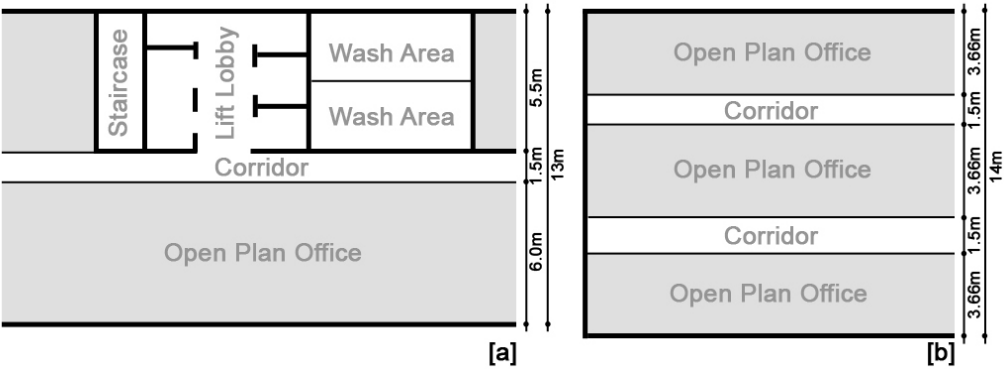 Staircase
Lift Lobby
Wash Area
Wash Area
Corridor
Open Plan Office
5.5m
1.5m
6.0m
13m
[a]
Open Plan Office
Corridor
Open Plan Office
Corridor
Open Plan Office
3.66m
1.5m
3.66m
1.5m
3.66m
14m
[b]